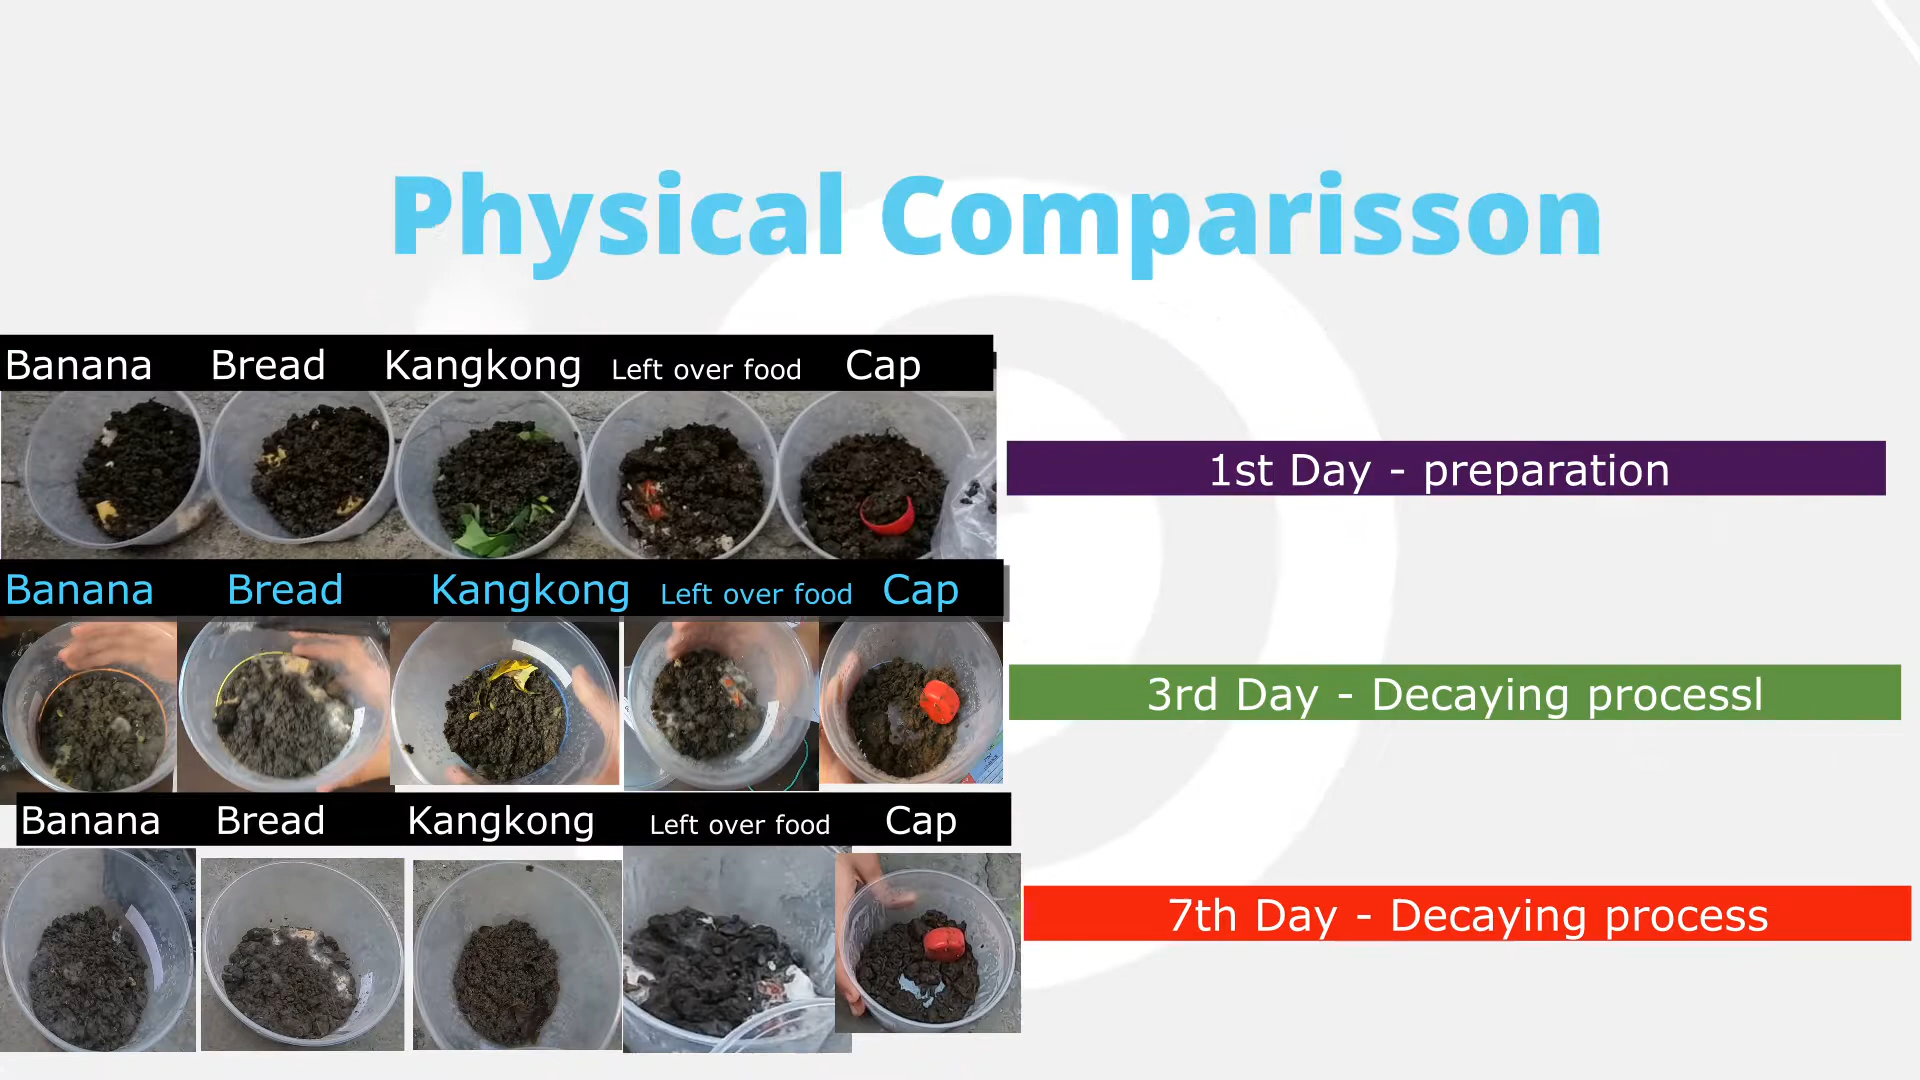 Physical Comparisson
Banana Bread Kangkong Left over food Cap
1st Day - preparation
Banana Bread Kangkong Left over food Cap
3rd Day - Decaying processl
Banana Bread Kangkong Left over food Cap
7th Day - Decaying process